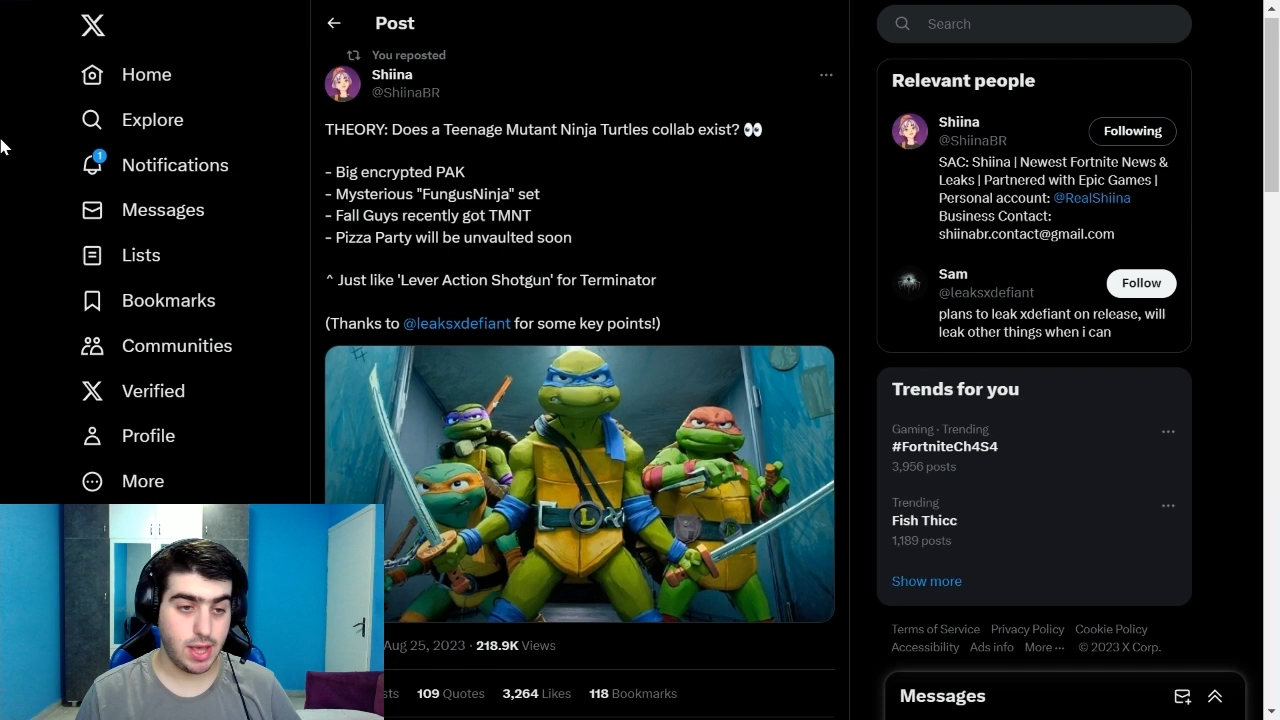 X
Home
Explore
1
Notifications
Messages
Lists
Bookmarks
Communities
Verified
Profile
More
Post
You reposted
Shiina
@ShiinaBR
THEORY: Does a Teenage Mutant Ninja Turtles collab exist? 👀
- Big encrypted PAK
- Mysterious "FungusNinja" set
- Fall Guys recently got TMNT
- Pizza Party will be unvaulted soon
^ Just like 'Lever Action Shotgun' for Terminator
(Thanks to @leaksxdefiant for some key points!)
L
Aug 25, 2023 · 218.9K Views
109 Quotes 3,264 Likes 118 Bookmarks
Search
Relevant people
Shiina
@ShiinaBR
Following
SAC: Shiina | Newest Fortnite News &
Leaks | Partnered with Epic Games |
Personal account: @RealShiina
Business Contact:
shiinabr.contact@gmail.com
Sam
@leaksxdefiant
Follow
plans to leak xdefiant on release, will
leak other things when i can
Trends for you
Gaming · Trending
#FortniteCh4S4
3,956 posts
Trending
Fish Thicc
1,189 posts
Show more
Terms of Service Privacy Policy Cookie Policy
Accessibility Ads info More ··· © 2023 X Corp.
Messages